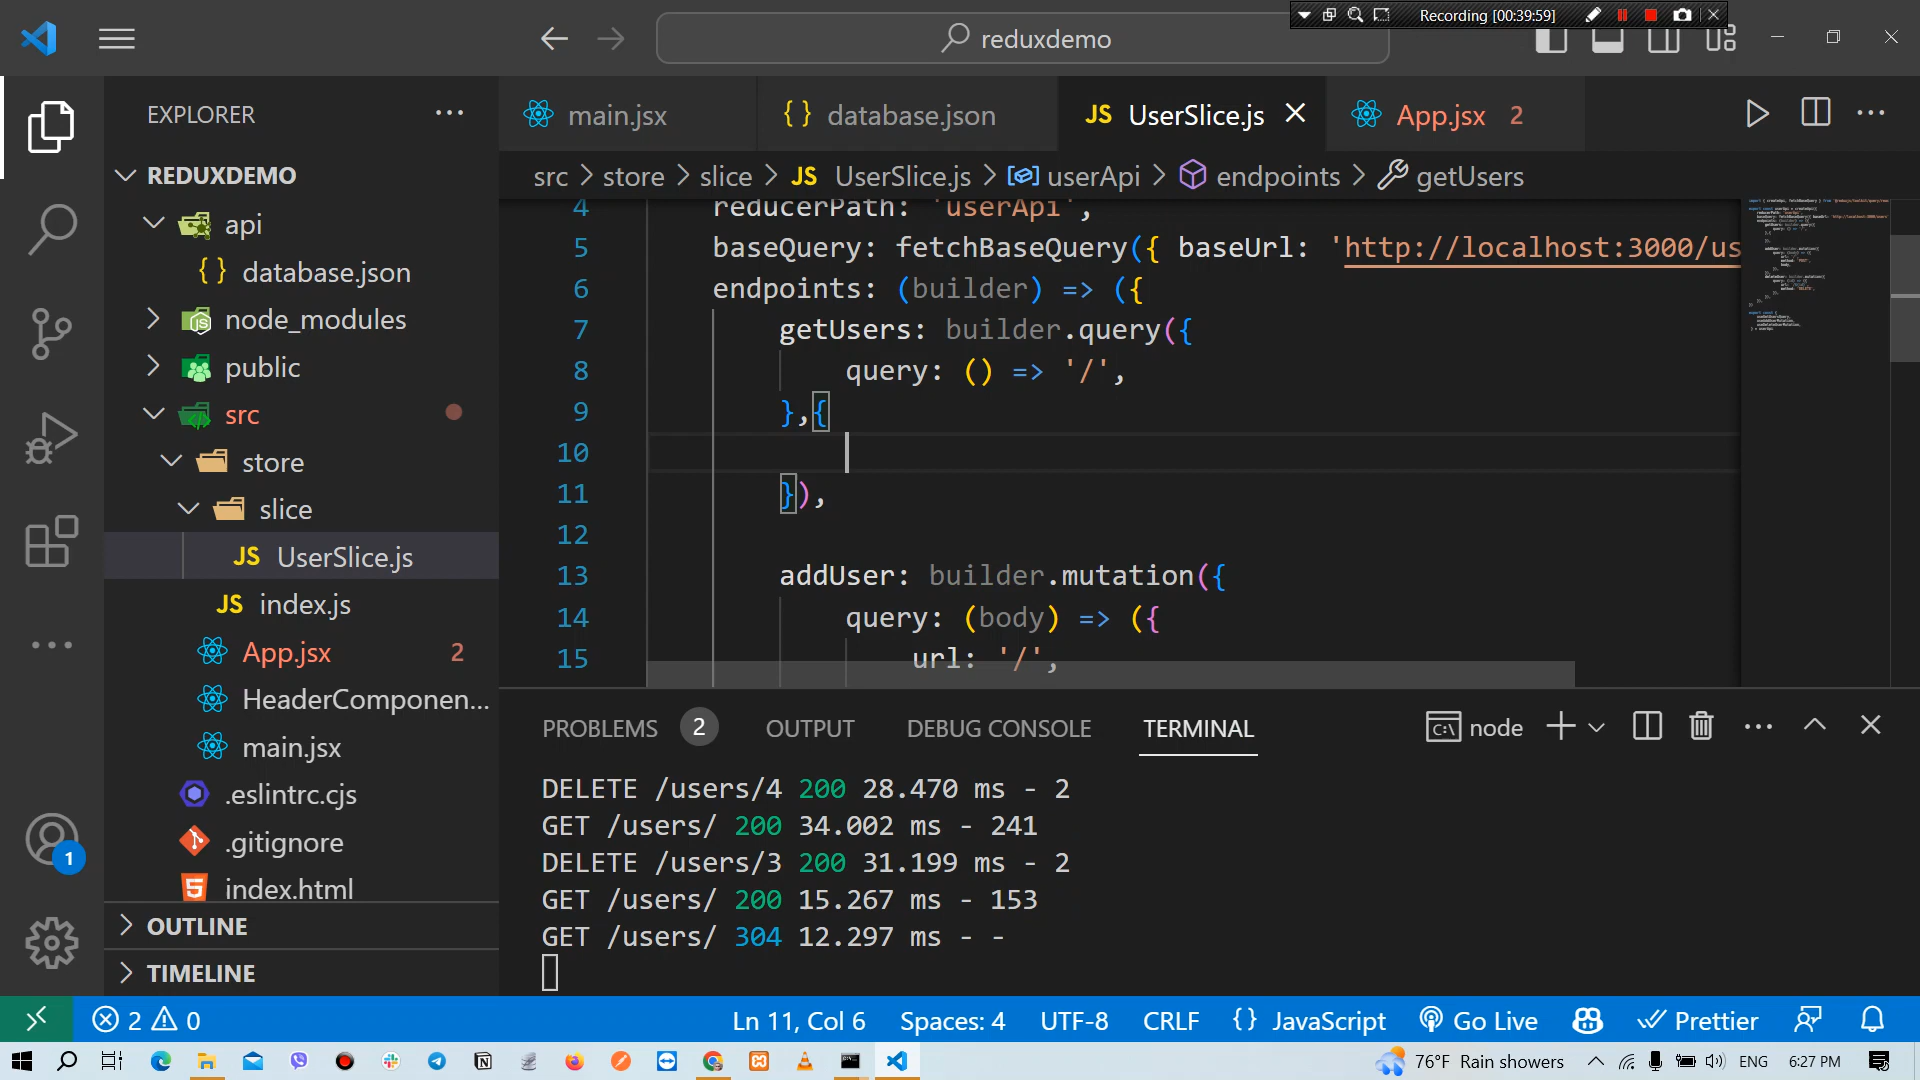 reduxdemo
Recording [00:39:59]
EXPLORER
REDUXDEMO
api
{ } database.json
node_modules
public
src
store
slice
JS UserSlice.js
JS index.js
App.jsx 2
HeaderComponen...
main.jsx
.eslintrc.cjs
.gitignore
index.html
OUTLINE
TIMELINE
main.jsx
{ } database.json
JS UserSlice.js
App.jsx 2
src > store > slice > JS UserSlice.js > userApi > endpoints > getUsers
4 reducerPath: 'userApi',
5 baseQuery: fetchBaseQuery({ baseUrl: 'http://localhost:3000/us
6 endpoints: (builder) => ({
7 getUsers: builder.query({
8 query: () => '/',
9 },{
10
11 }),
12
13 addUser: builder.mutation({
14 query: (body) => ({
15 url: '/',
PROBLEMS 2 OUTPUT DEBUG CONSOLE TERMINAL
node
DELETE /users/4 200 28.470 ms - 2
GET /users/ 200 34.002 ms - 241
DELETE /users/3 200 31.199 ms - 2
GET /users/ 200 15.267 ms - 153
GET /users/ 304 12.297 ms - -
1
2 0
Ln 11, Col 6 Spaces: 4 UTF-8 CRLF { } JavaScript Go Live Prettier
76°F Rain showers ENG 6:27 PM